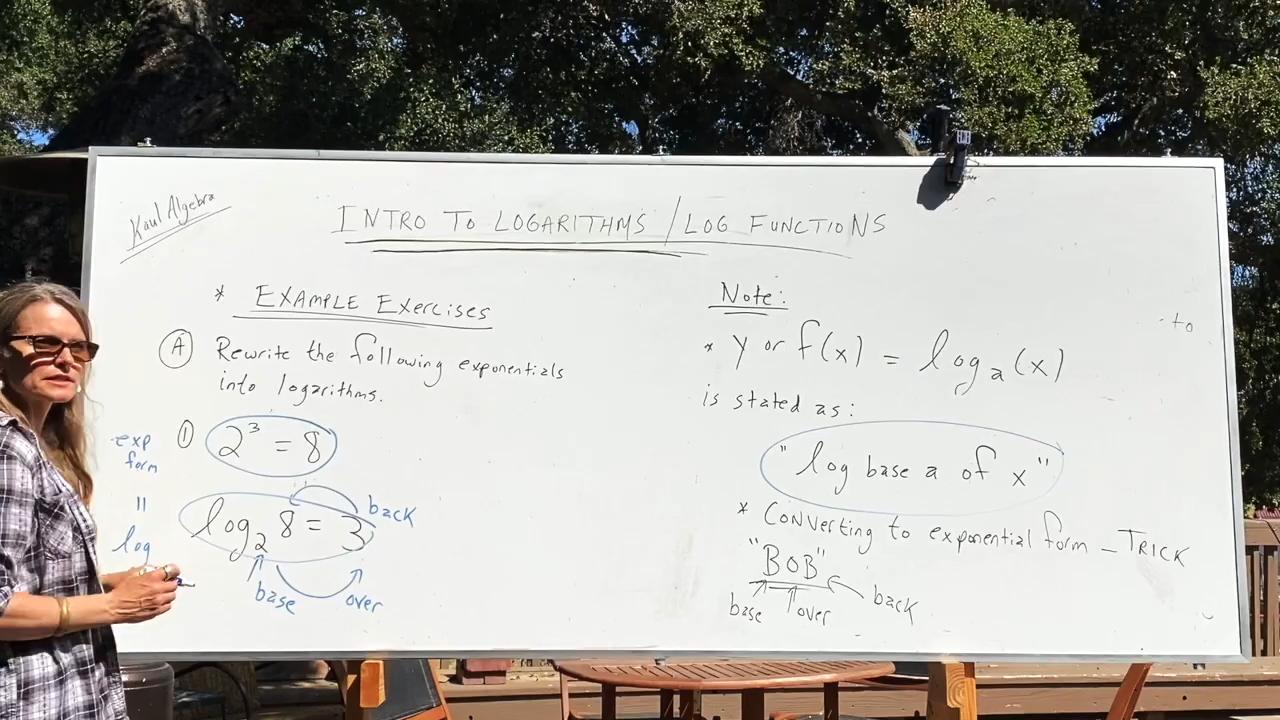 Kaul Algebra
INTRO TO LOGARITHMS / LOG FUNCTIONS
* EXAMPLE EXERCISES
Ⓐ Rewrite the following exponentials
into logarithms.
exp
form
① 2³ = 8
=
log
log₂ 8 = 3
back
base
over
Note:
to
* y or f(x) = logₐ(x)
is stated as:
"log base a of x"
* Converting to exponential form - TRICK
"BOB"
base over back